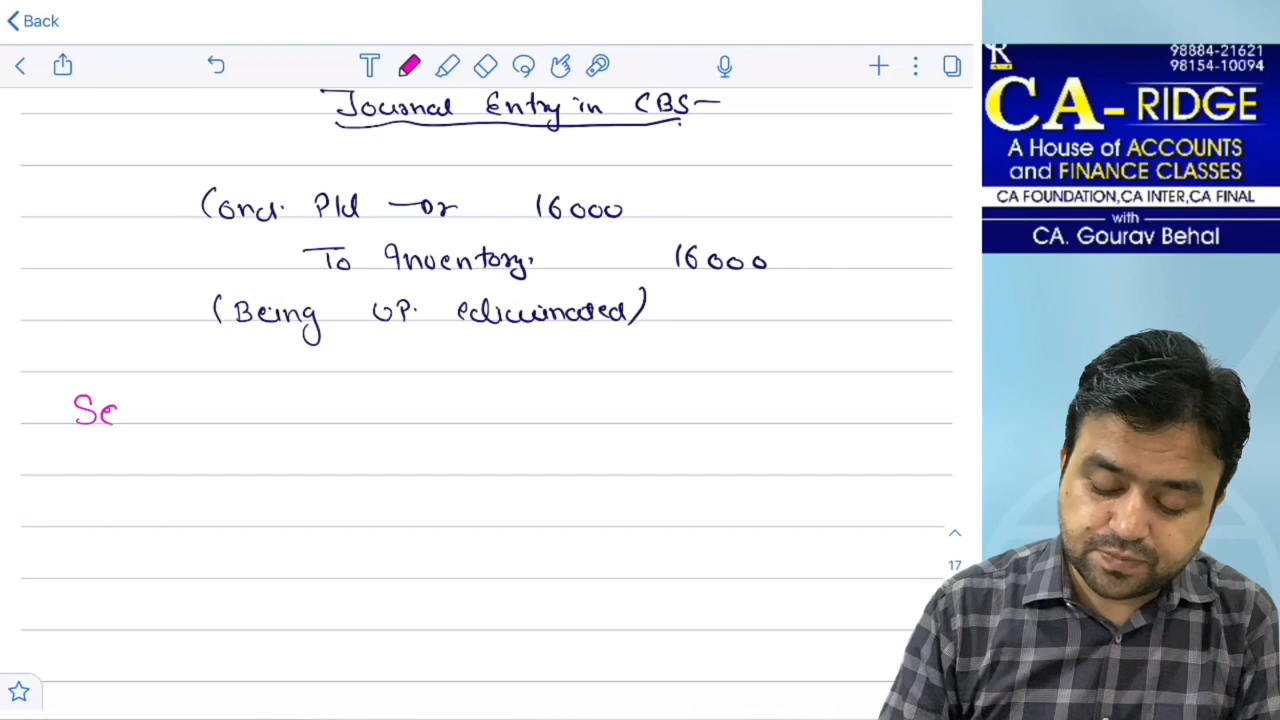 Back
Journal Entry in CBS-
Cond. P&l - Dr 16000
To Inventory. 16000
(Being UP. eliminated)
Se
17
98884-21621
98154-10094
CA- RIDGE
A House of ACCOUNTS
and FINANCE CLASSES
CA FOUNDATION,CA INTER,CA FINAL
with
CA. Gourav Behal